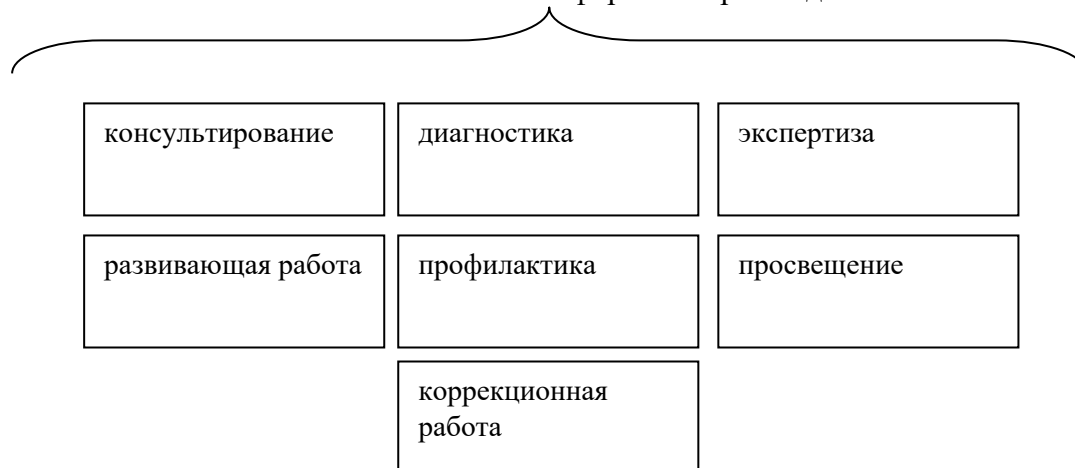 консультирование
диагностика
экспертиза
развивающая работа
профилактика
просвещение
коррекционная
работа